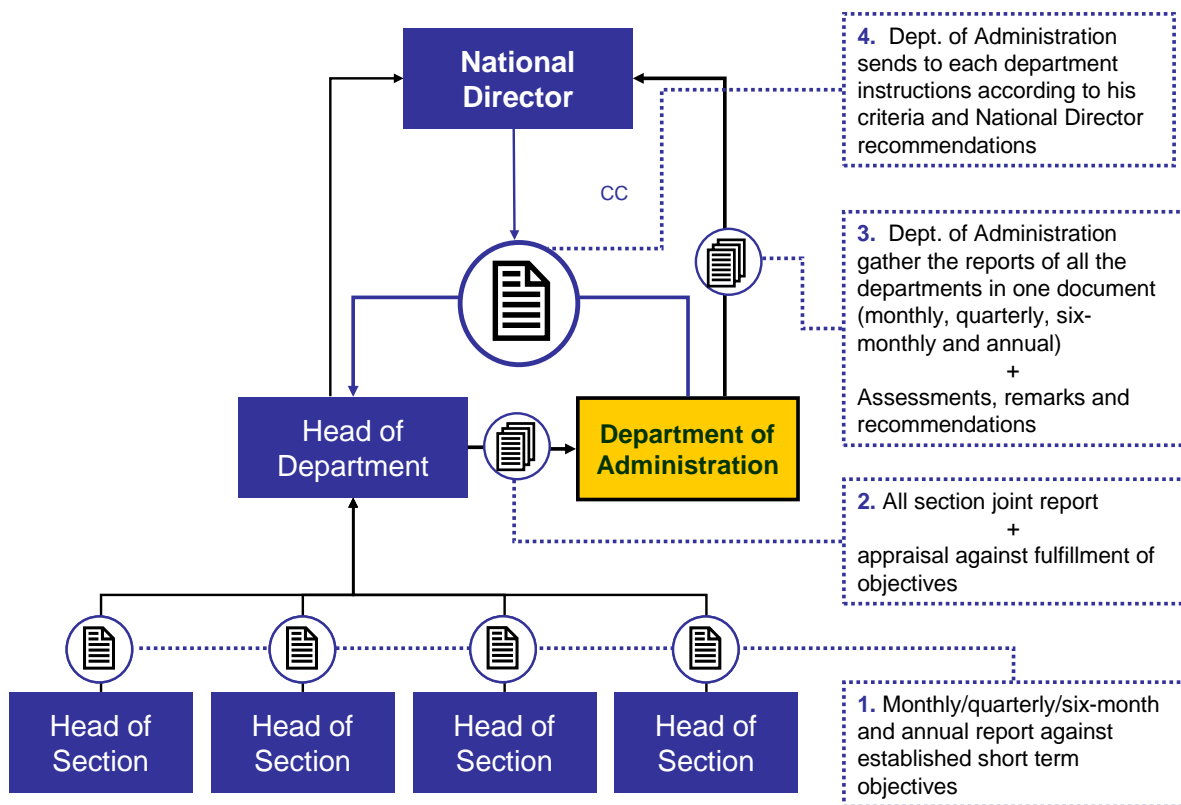 National
Director
4. Dept. of Administration
sends to each department
instructions according to his
criteria and National Director
recommendations
CC
3. Dept. of Administration
gather the reports of all the
departments in one document
(monthly, quarterly, six-
monthly and annual)
+
Assessments, remarks and
recommendations
Head of
Department
Department of
Administration
2. All section joint report
+
appraisal against fulfillment of
objectives
Head of
Section
Head of
Section
Head of
Section
Head of
Section
1. Monthly/quarterly/six-month
and annual report against
established short term
objectives